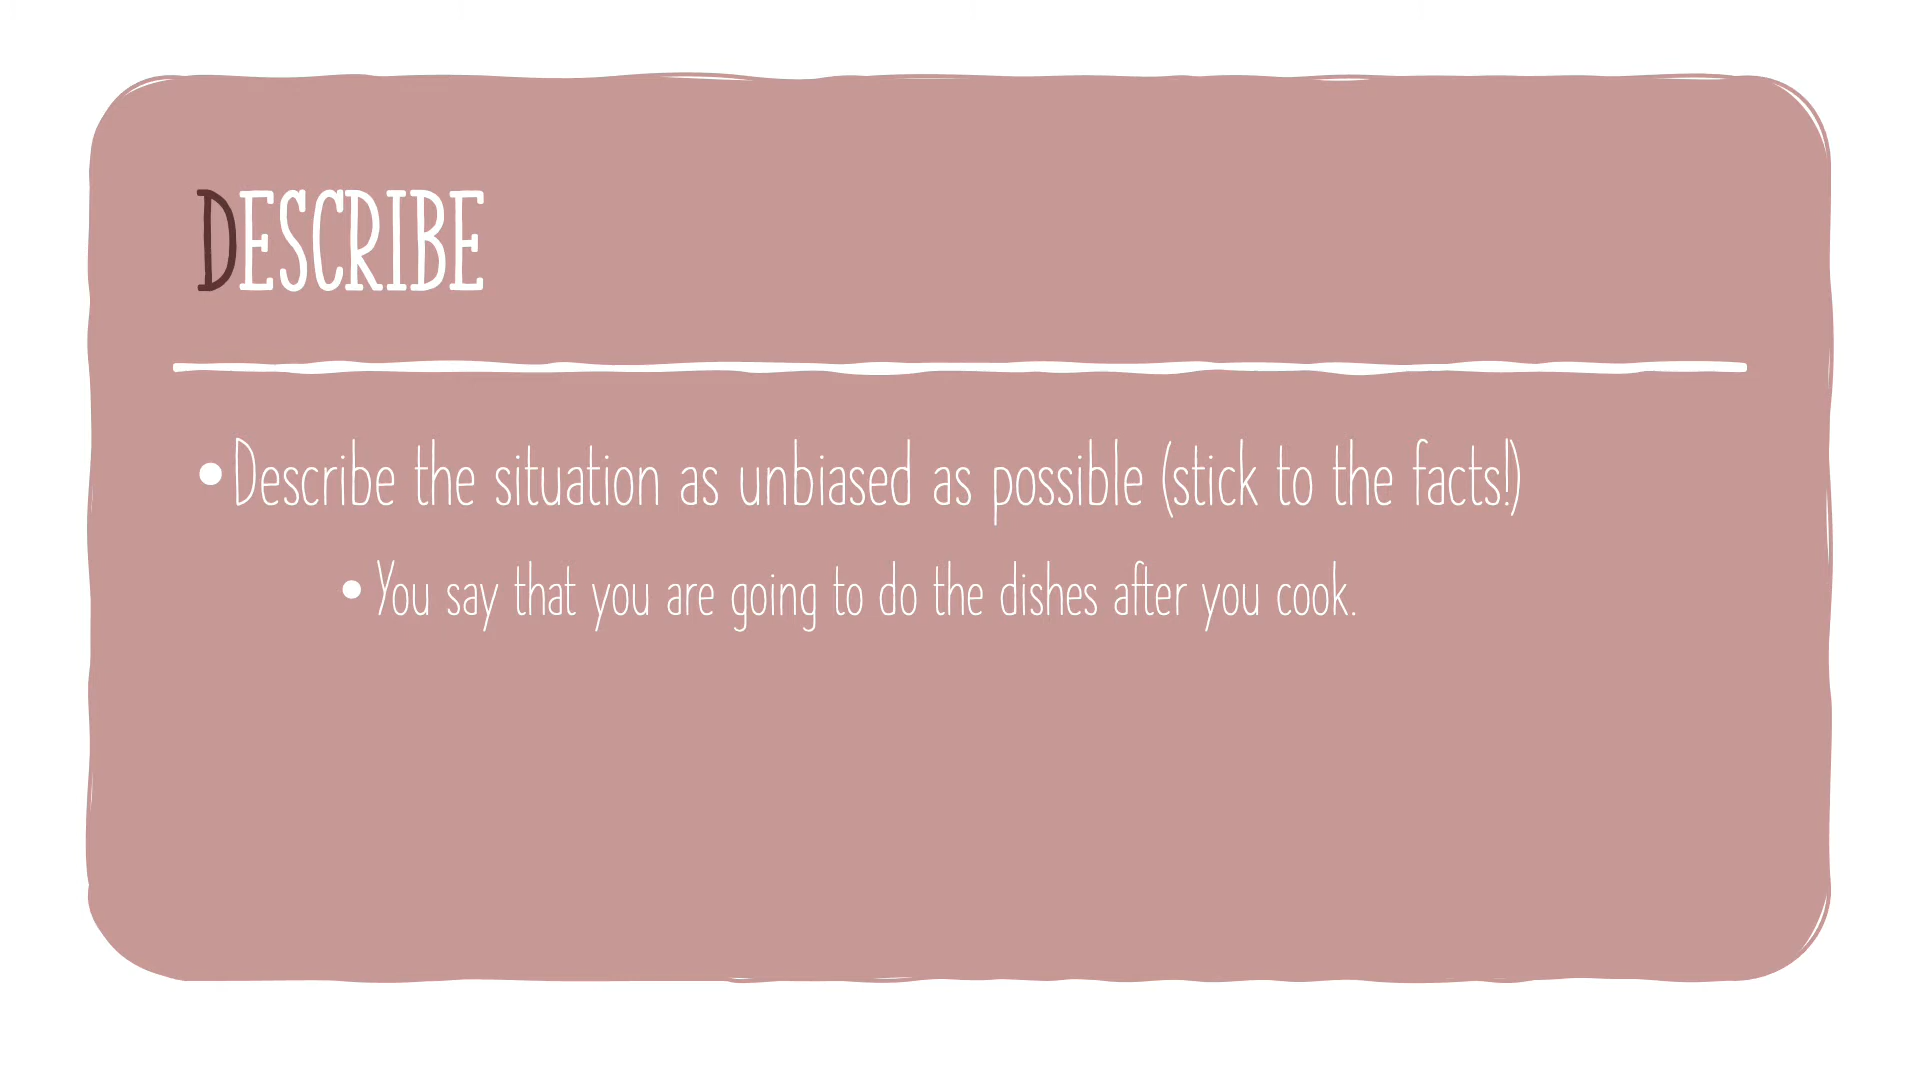 DESCRIBE
•Describe the situation as unbiased as possible (stick to the facts!)
•You say that you are going to do the dishes after you cook.